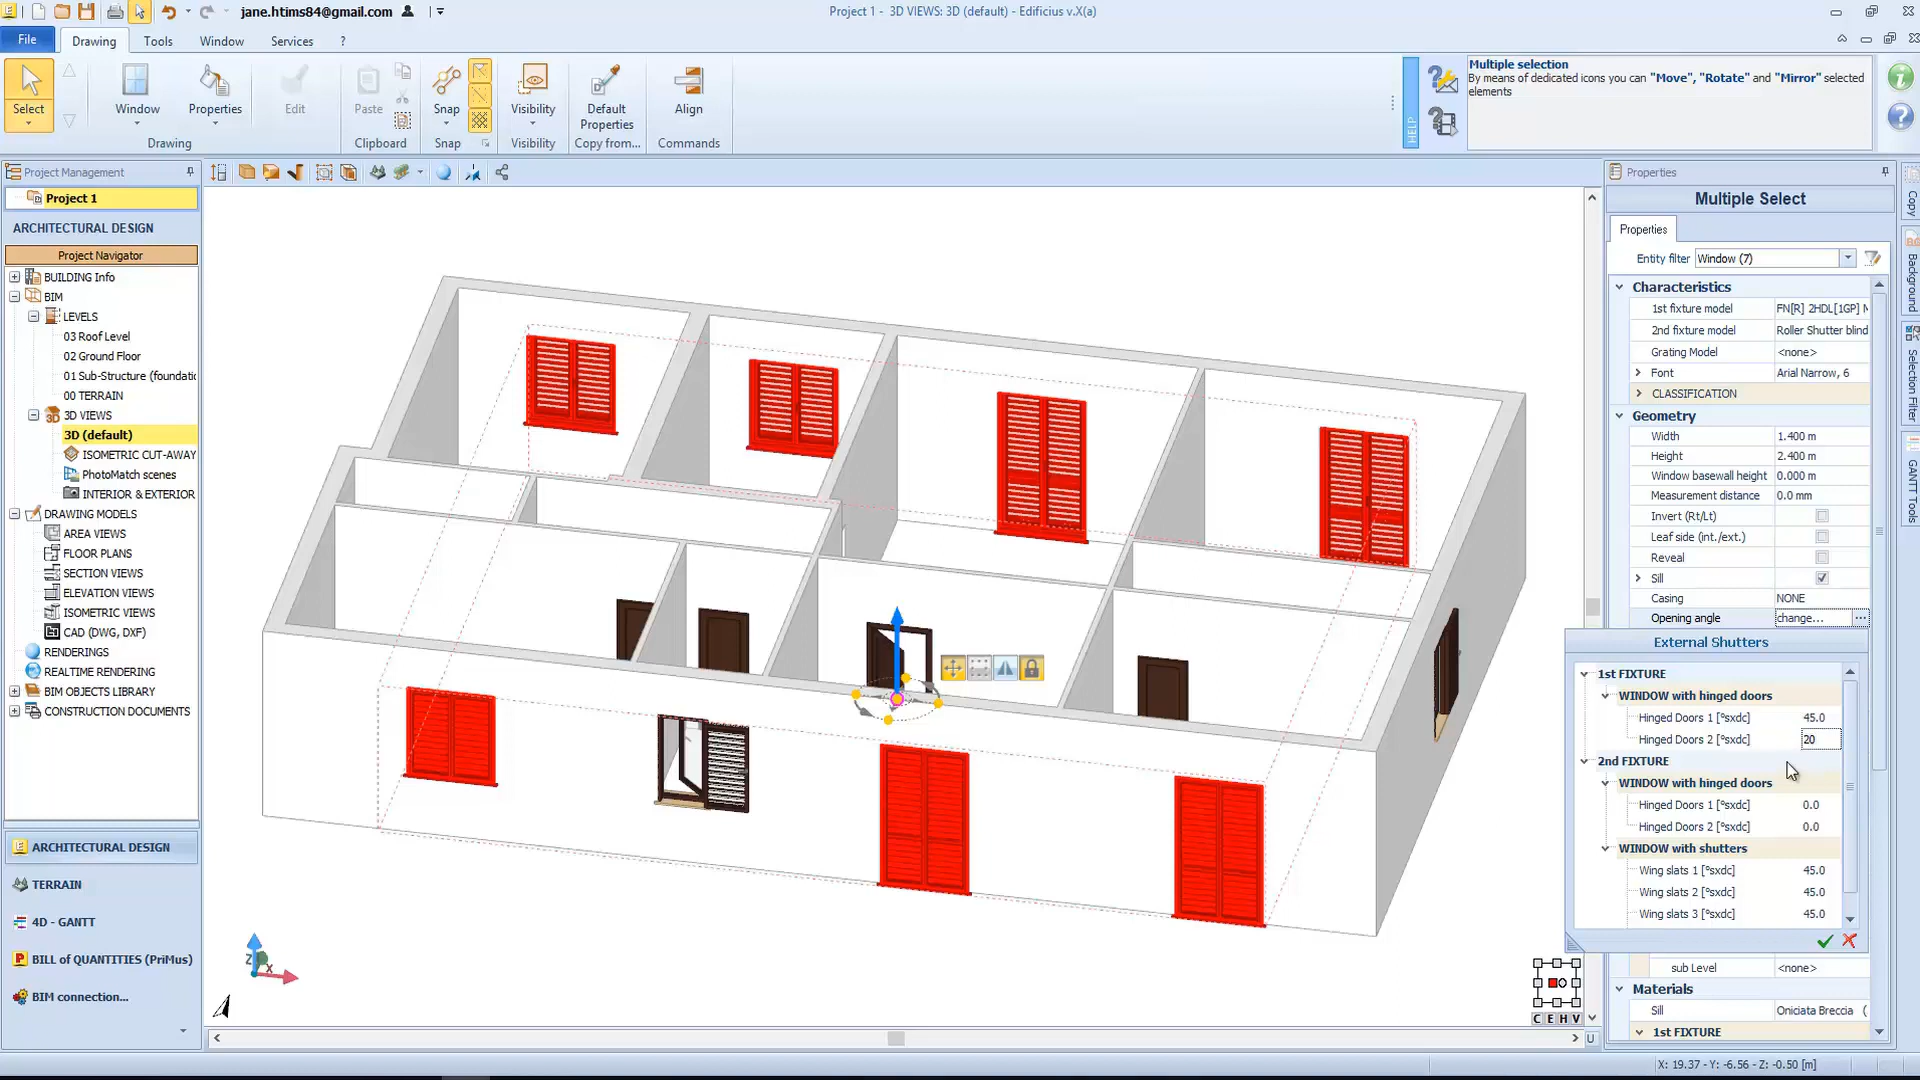 jane.htims84@gmail.com
Project 1 - 3D VIEWS: 3D (default) - Edificius v.X(a)
File
Drawing
Tools
Window
Services
?
Select
Window
Properties
Edit
Drawing
Paste
Clipboard
Snap
Snap
Visibility
Visibility
Default
Properties
Copy from...
Align
Commands
HELP
Multiple selection
By means of dedicated icons you can "Move", "Rotate" and "Mirror" selected
elements
Project Management
Project 1
ARCHITECTURAL DESIGN
Project Navigator
BUILDING Info
BIM
LEVELS
03 Roof Level
02 Ground Floor
01 Sub-Structure (foundatio
00 TERRAIN
3D VIEWS
3D (default)
ISOMETRIC CUT-AWAY
PhotoMatch scenes
INTERIOR & EXTERIOR
DRAWING MODELS
AREA VIEWS
FLOOR PLANS
SECTION VIEWS
ELEVATION VIEWS
ISOMETRIC VIEWS
CAD (DWG, DXF)
RENDERINGS
REALTIME RENDERING
BIM OBJECTS LIBRARY
CONSTRUCTION DOCUMENTS
ARCHITECTURAL DESIGN
TERRAIN
4D - GANTT
BILL of QUANTITIES (PriMus)
BIM connection...
Z
X
C E H V
U
Properties
Multiple Select
Properties
Entity filter Window (7)
Characteristics
1st fixture model FN[R] 2HDL[1GP] M
2nd fixture model Roller Shutter blind
Grating Model <none>
Font Arial Narrow, 6
CLASSIFICATION
Geometry
Width 1.400 m
Height 2.400 m
Window basewall height 0.000 m
Measurement distance 0.0 mm
Invert (Rt/Lt)
Leaf side (int./ext.)
Reveal
Sill
Casing NONE
Opening angle change... ...
External Shutters
1st FIXTURE
WINDOW with hinged doors
Hinged Doors 1 [°sxdc] 45.0
Hinged Doors 2 [°sxdc] 20
2nd FIXTURE
WINDOW with hinged doors
Hinged Doors 1 [°sxdc] 0.0
Hinged Doors 2 [°sxdc] 0.0
WINDOW with shutters
Wing slats 1 [°sxdc] 45.0
Wing slats 2 [°sxdc] 45.0
Wing slats 3 [°sxdc] 45.0
sub Level <none>
Materials
Sill Oniciata Breccia (
1st FIXTURE
Copy
Background
Selection Filter
GANTT Tools
X: 19.37 - Y: -6.56 - Z: -0.50 [m]